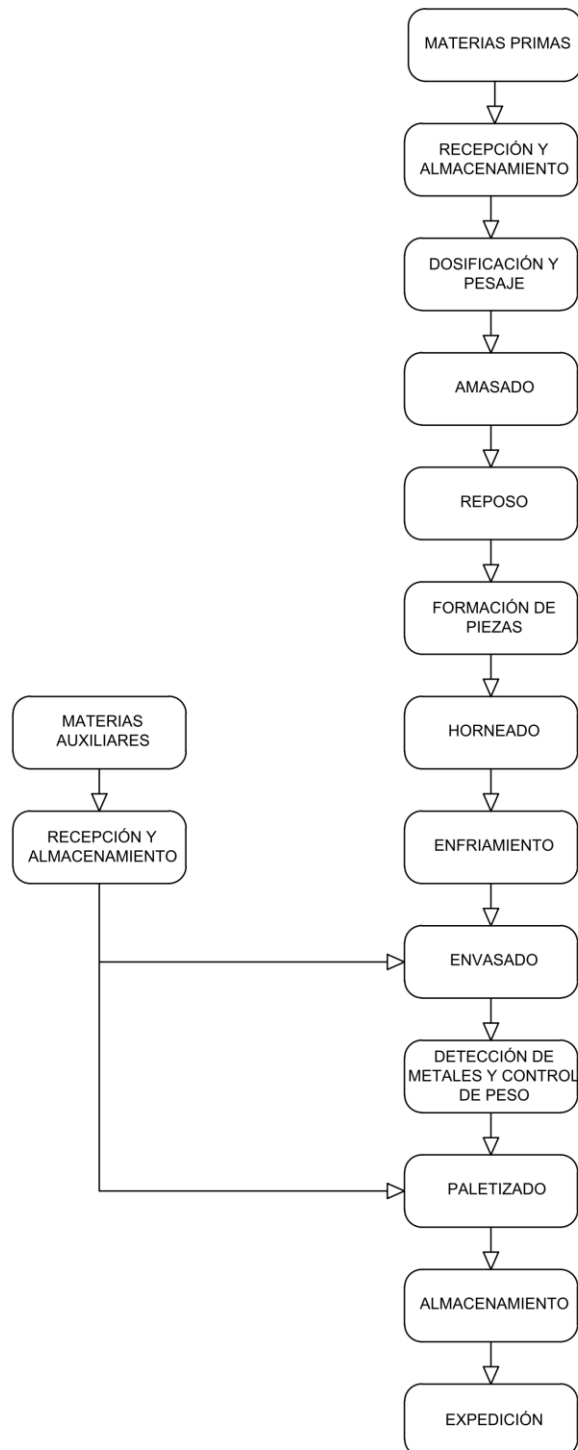 MATERIAS PRIMAS
RECEPCIÓN Y
ALMACENAMIENTO
DOSIFICACIÓN Y
PESAJE
AMASADO
REPOSO
FORMACIÓN DE
PIEZAS
MATERIAS
AUXILIARES
HORNEADO
RECEPCIÓN Y
ALMACENAMIENTO
ENFRIAMIENTO
ENVASADO
DETECCIÓN DE
METALES Y CONTROL
DE PESO
PALETIZADO
ALMACENAMIENTO
EXPEDICIÓN